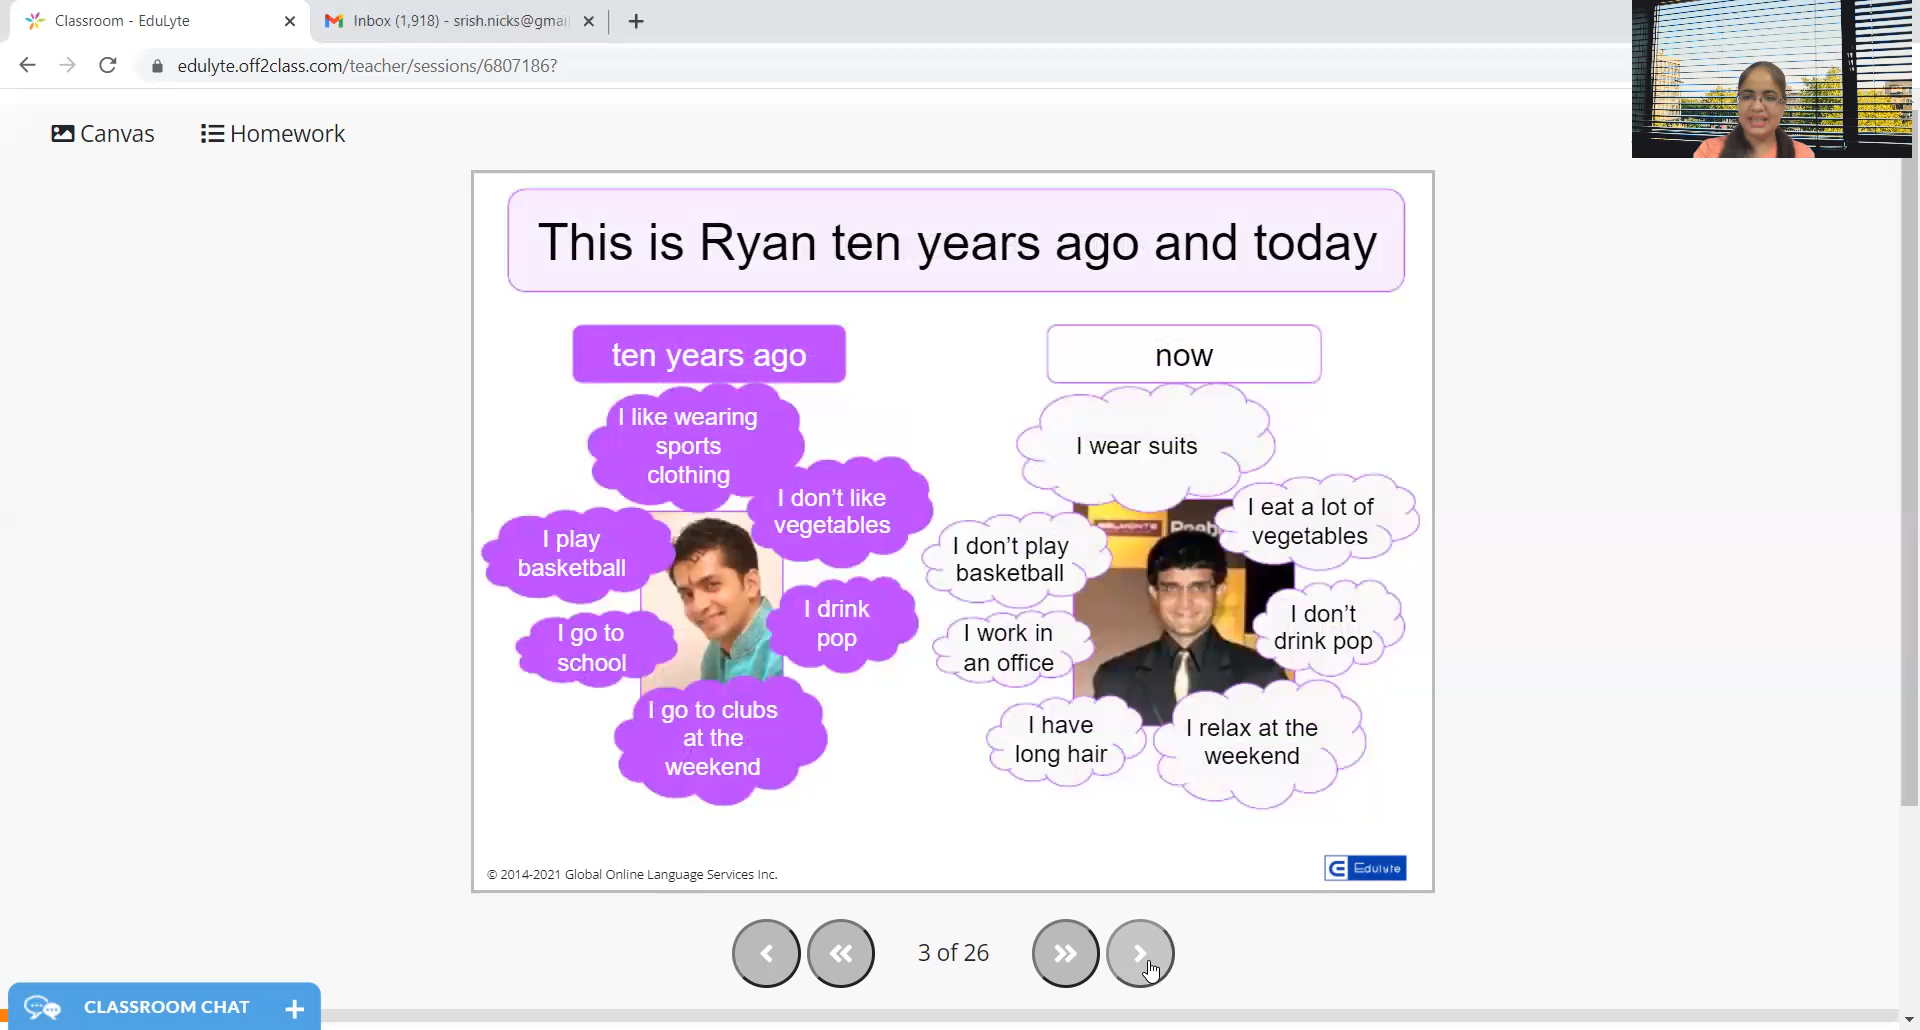 Classroom - EduLyte
Inbox (1,918) - srish.nicks@gmai
edulyte.off2class.com/teacher/sessions/6807186?
Canvas
Homework
This is Ryan ten years ago and today
ten years ago
now
I like wearing
sports
clothing
I don't like
vegetables
I play
basketball
I drink
pop
I go to
school
I go to clubs
at the
weekend
I wear suits
I eat a lot of
vegetables
I don't play
basketball
I don't
drink pop
I work in
an office
I have
long hair
I relax at the
weekend
© 2014-2021 Global Online Language Services Inc.
Edulyte
3 of 26
CLASSROOM CHAT